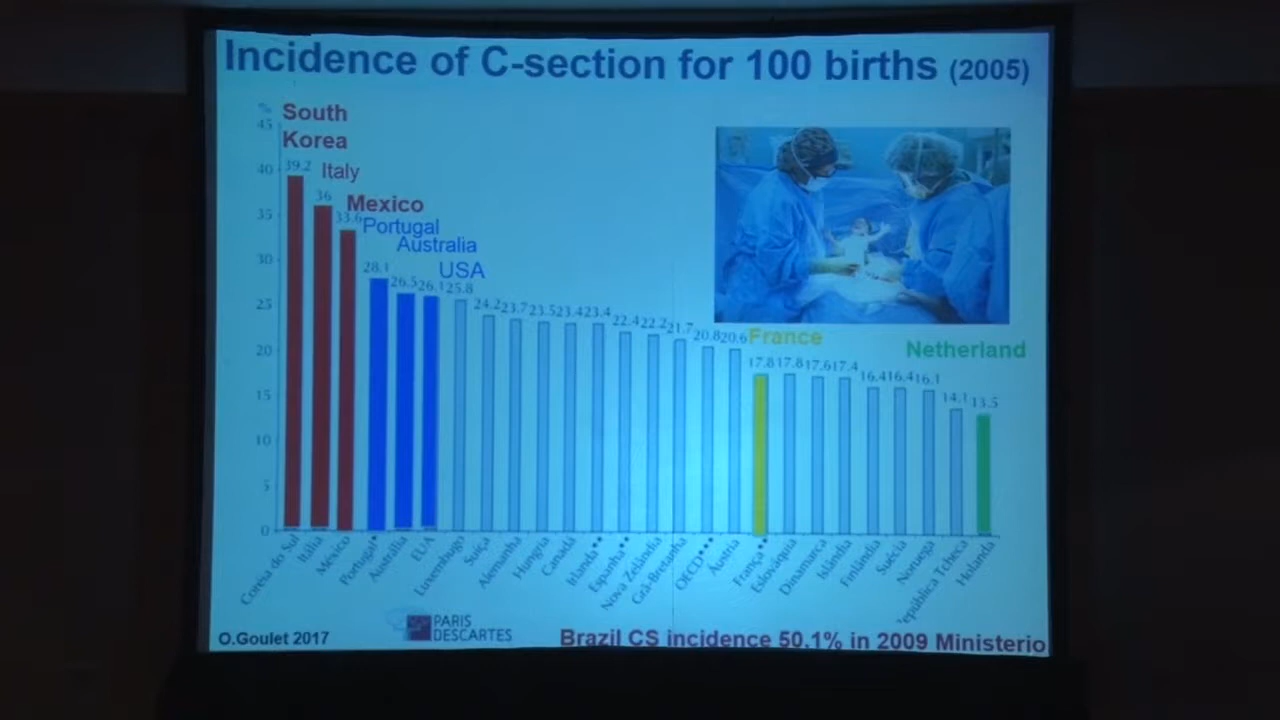 Incidence of C-section for 100 births (2005)
%
45
40
35
30
25
20
15
10
5
0
South
Korea
Italy
Mexico
Portugal
Australia
USA
France
Netherland
39.2
36
33.6
28.1
26.5
26.1
25.8
24.2
23.7
23.5
23.4
23.4
22.4
22.2
21.7
20.8
20.6
17.8
17.8
17.6
17.4
16.4
16.4
16.1
14.1
13.5
Coreia do Sul
Itália
México
Portugal•
Austrália
EUA
Luxemburgo
Suíça
Alemanha
Hungria
Canadá
Irlanda••
Espanha••
Nova Zelândia
Grã-Bretanha
OECD•••
Áustria
França••
Eslováquia
Dinamarca
Islândia
Finlândia
Suécia
Noruega
República Tcheca
Holanda
O.Goulet 2017
PARIS
DESCARTES
Brazil CS incidence 50,1% in 2009 Ministerio